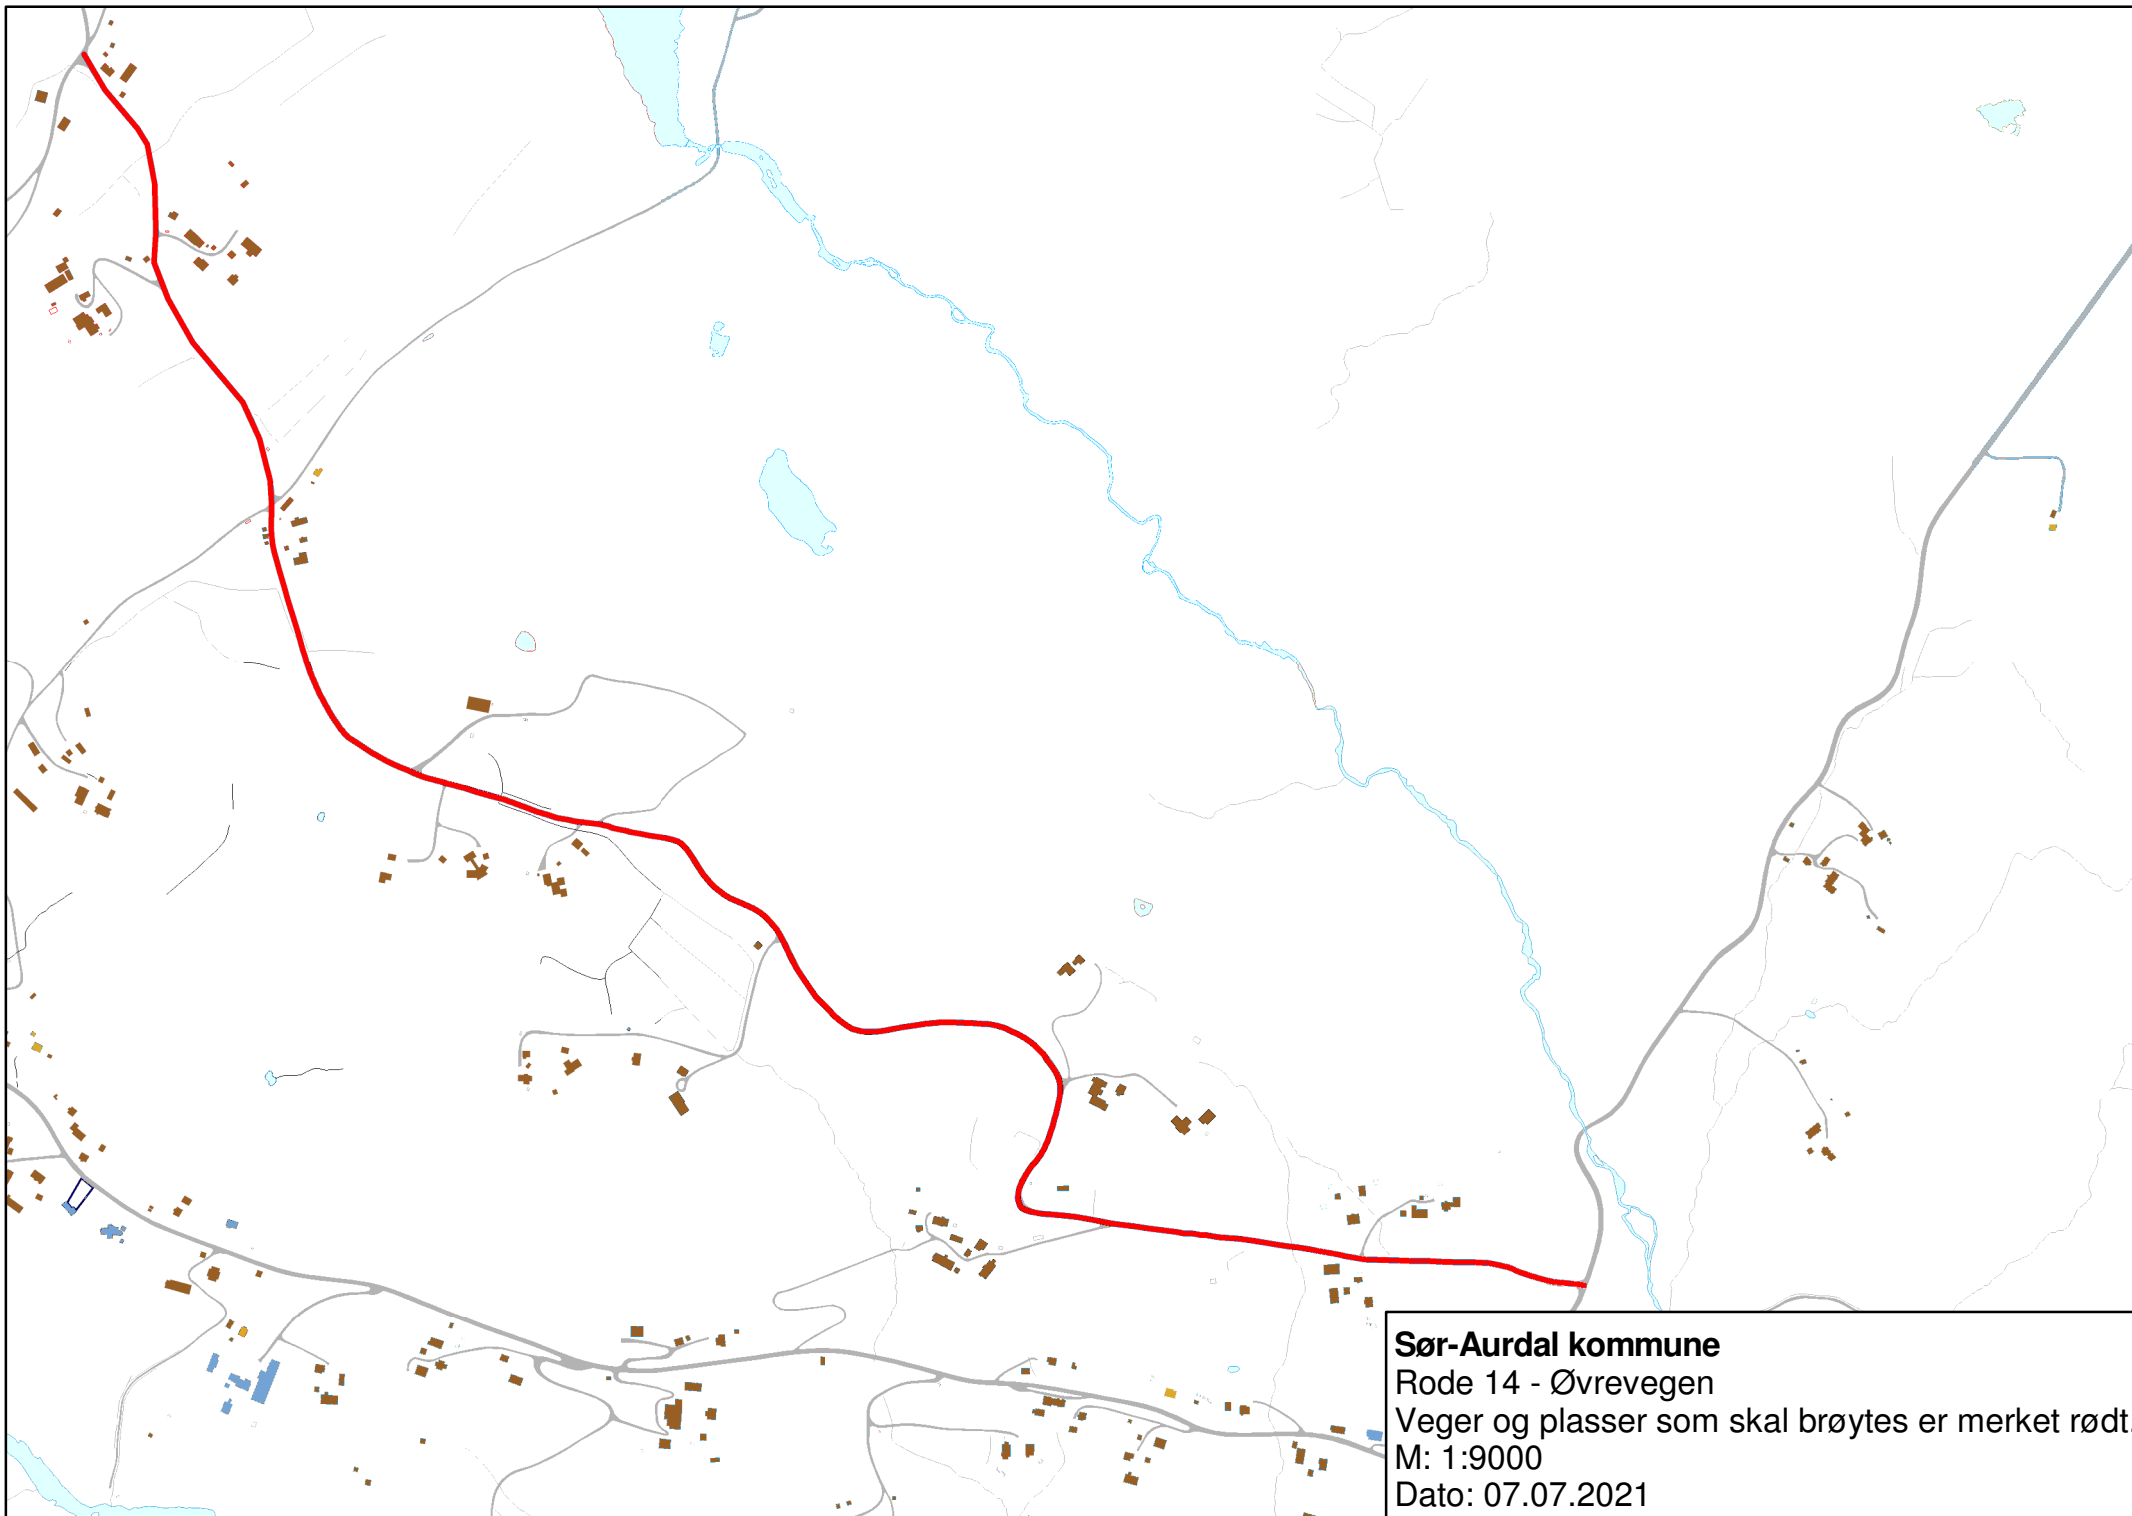 Sør-Aurdal kommune
Rode 14 - Øvrevegen
Veger og plasser som skal brøytes er merket rødt.
M: 1:9000
Dato: 07.07.2021